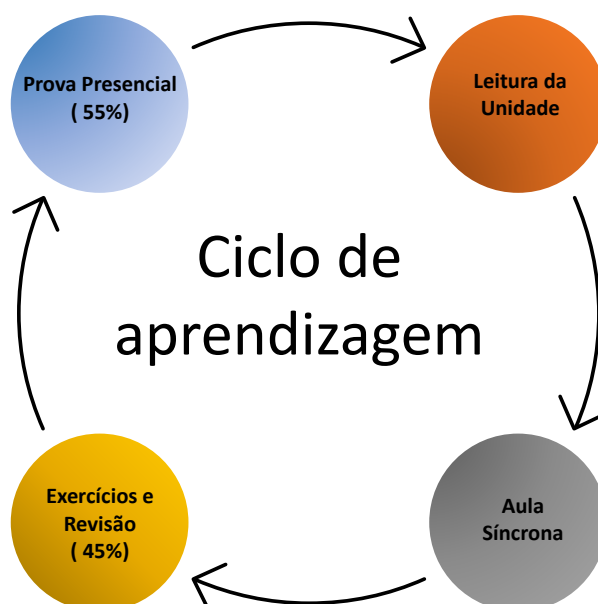 Prova Presencial
( 55%)
Leitura da
Unidade
Ciclo de
aprendizagem
Exercícios e
Revisão
( 45%)
Aula
Síncrona